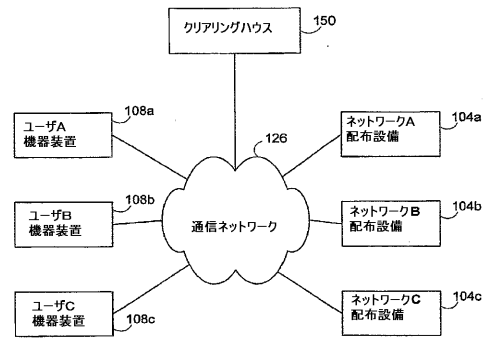 クリアリングハウス
150
ユーザA
機器装置
108a
126
ネットワークA
配布設備
104a
ユーザB
機器装置
108b
通信ネットワーク
ネットワークB
配布設備
104b
ユーザC
機器装置
108c
ネットワークC
配布設備
104c